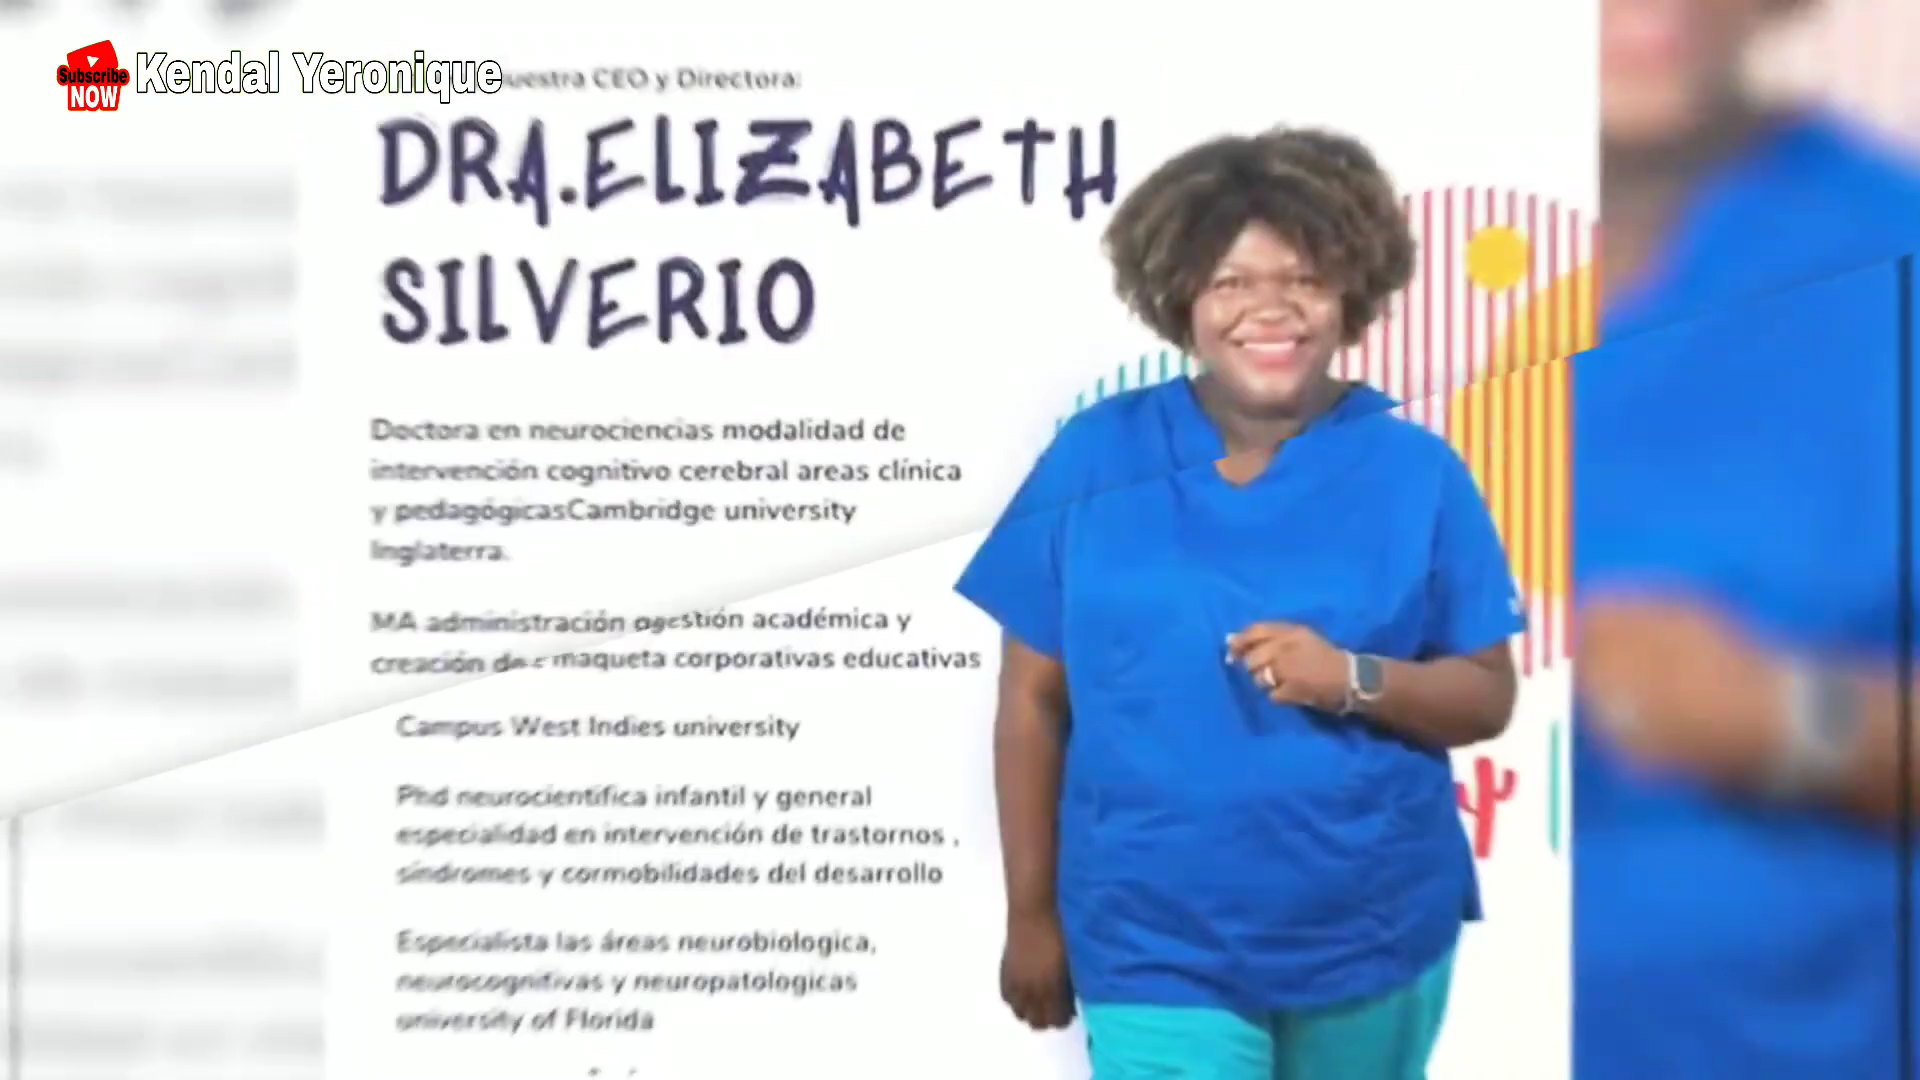 Subscribe
NOW
Kendal Yeronique
uestra CEO y Directora:
DRA.ELIZABETH
SILVERIO
Doctora en neurociencias modalidad de
intervención cognitivo cerebral areas clínica
y pedagógicasCambridge university
Inglaterra.
MA administración agestión académica y
creación de maqueta corporativas educativas
Campus West Indies university
Phd neurocientifica infantil y general
especialidad en intervención de trastornos ,
síndromes y cormobilidades del desarrollo
Especialista las áreas neurobiologica,
neurocognitivas y neuropatologicas
university of Florida